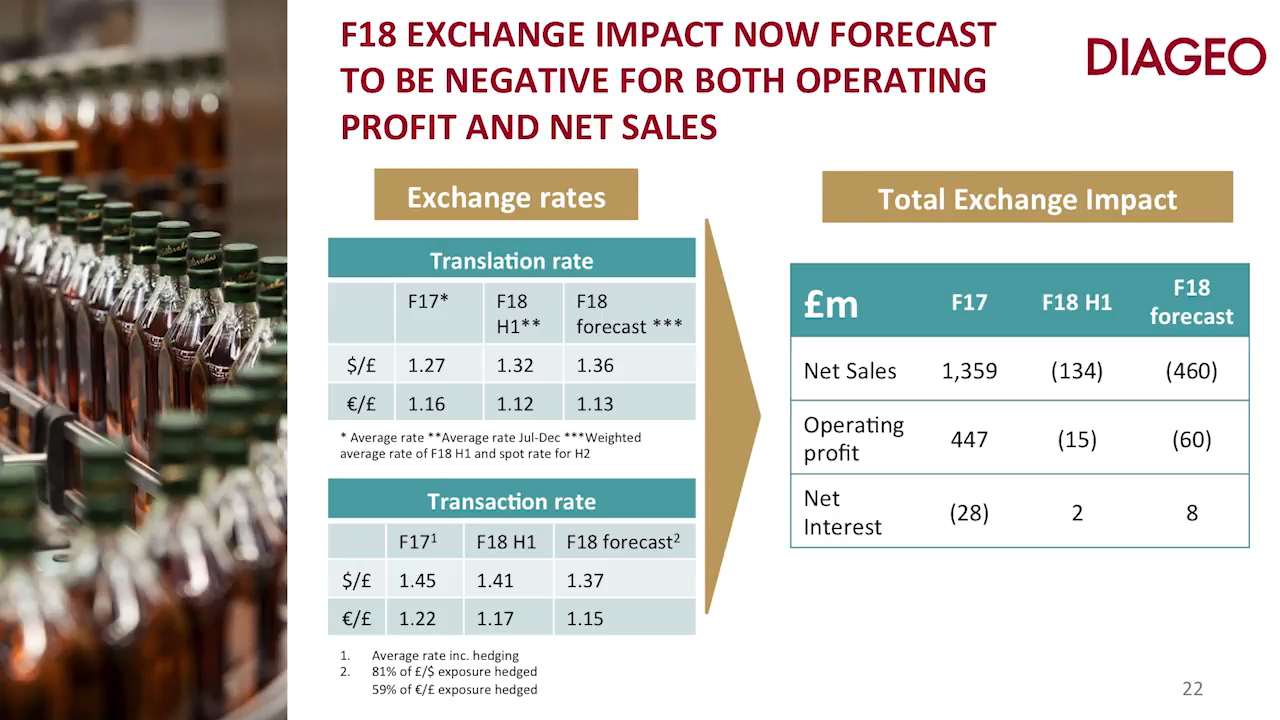 F18 EXCHANGE IMPACT NOW FORECAST
TO BE NEGATIVE FOR BOTH OPERATING
PROFIT AND NET SALES
DIAGEO
Exchange rates
Translation rate
F17* F18 H1** F18 forecast ***
$/£ 1.27 1.32 1.36
€/£ 1.16 1.12 1.13
* Average rate **Average rate Jul-Dec ***Weighted
average rate of F18 H1 and spot rate for H2
Transaction rate
F17¹ F18 H1 F18 forecast²
$/£ 1.45 1.41 1.37
€/£ 1.22 1.17 1.15
1. Average rate inc. hedging
2. 81% of £/$ exposure hedged
59% of €/£ exposure hedged
Total Exchange Impact
£m F17 F18 H1 F18 forecast
Net Sales 1,359 (134) (460)
Operating profit 447 (15) (60)
Net Interest (28) 2 8
22